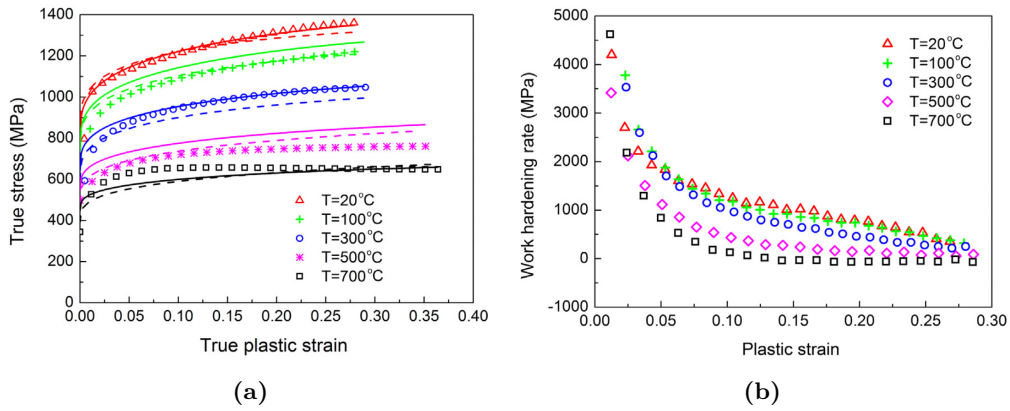 (a)
1400
1200
1000
800
600
400
200
0
0.00 0.05 0.10 0.15 0.20 0.25 0.30 0.35 0.40
True stress (MPa)
True plastic strain
T=20°C
T=100°C
T=300°C
T=500°C
T=700°C
(a)
(b)
5000
4000
3000
2000
1000
0
-1000
0.00 0.05 0.10 0.15 0.20 0.25 0.30
Work hardening rate (MPa)
Plastic strain
T=20°C
T=100°C
T=300°C
T=500°C
T=700°C
(b)